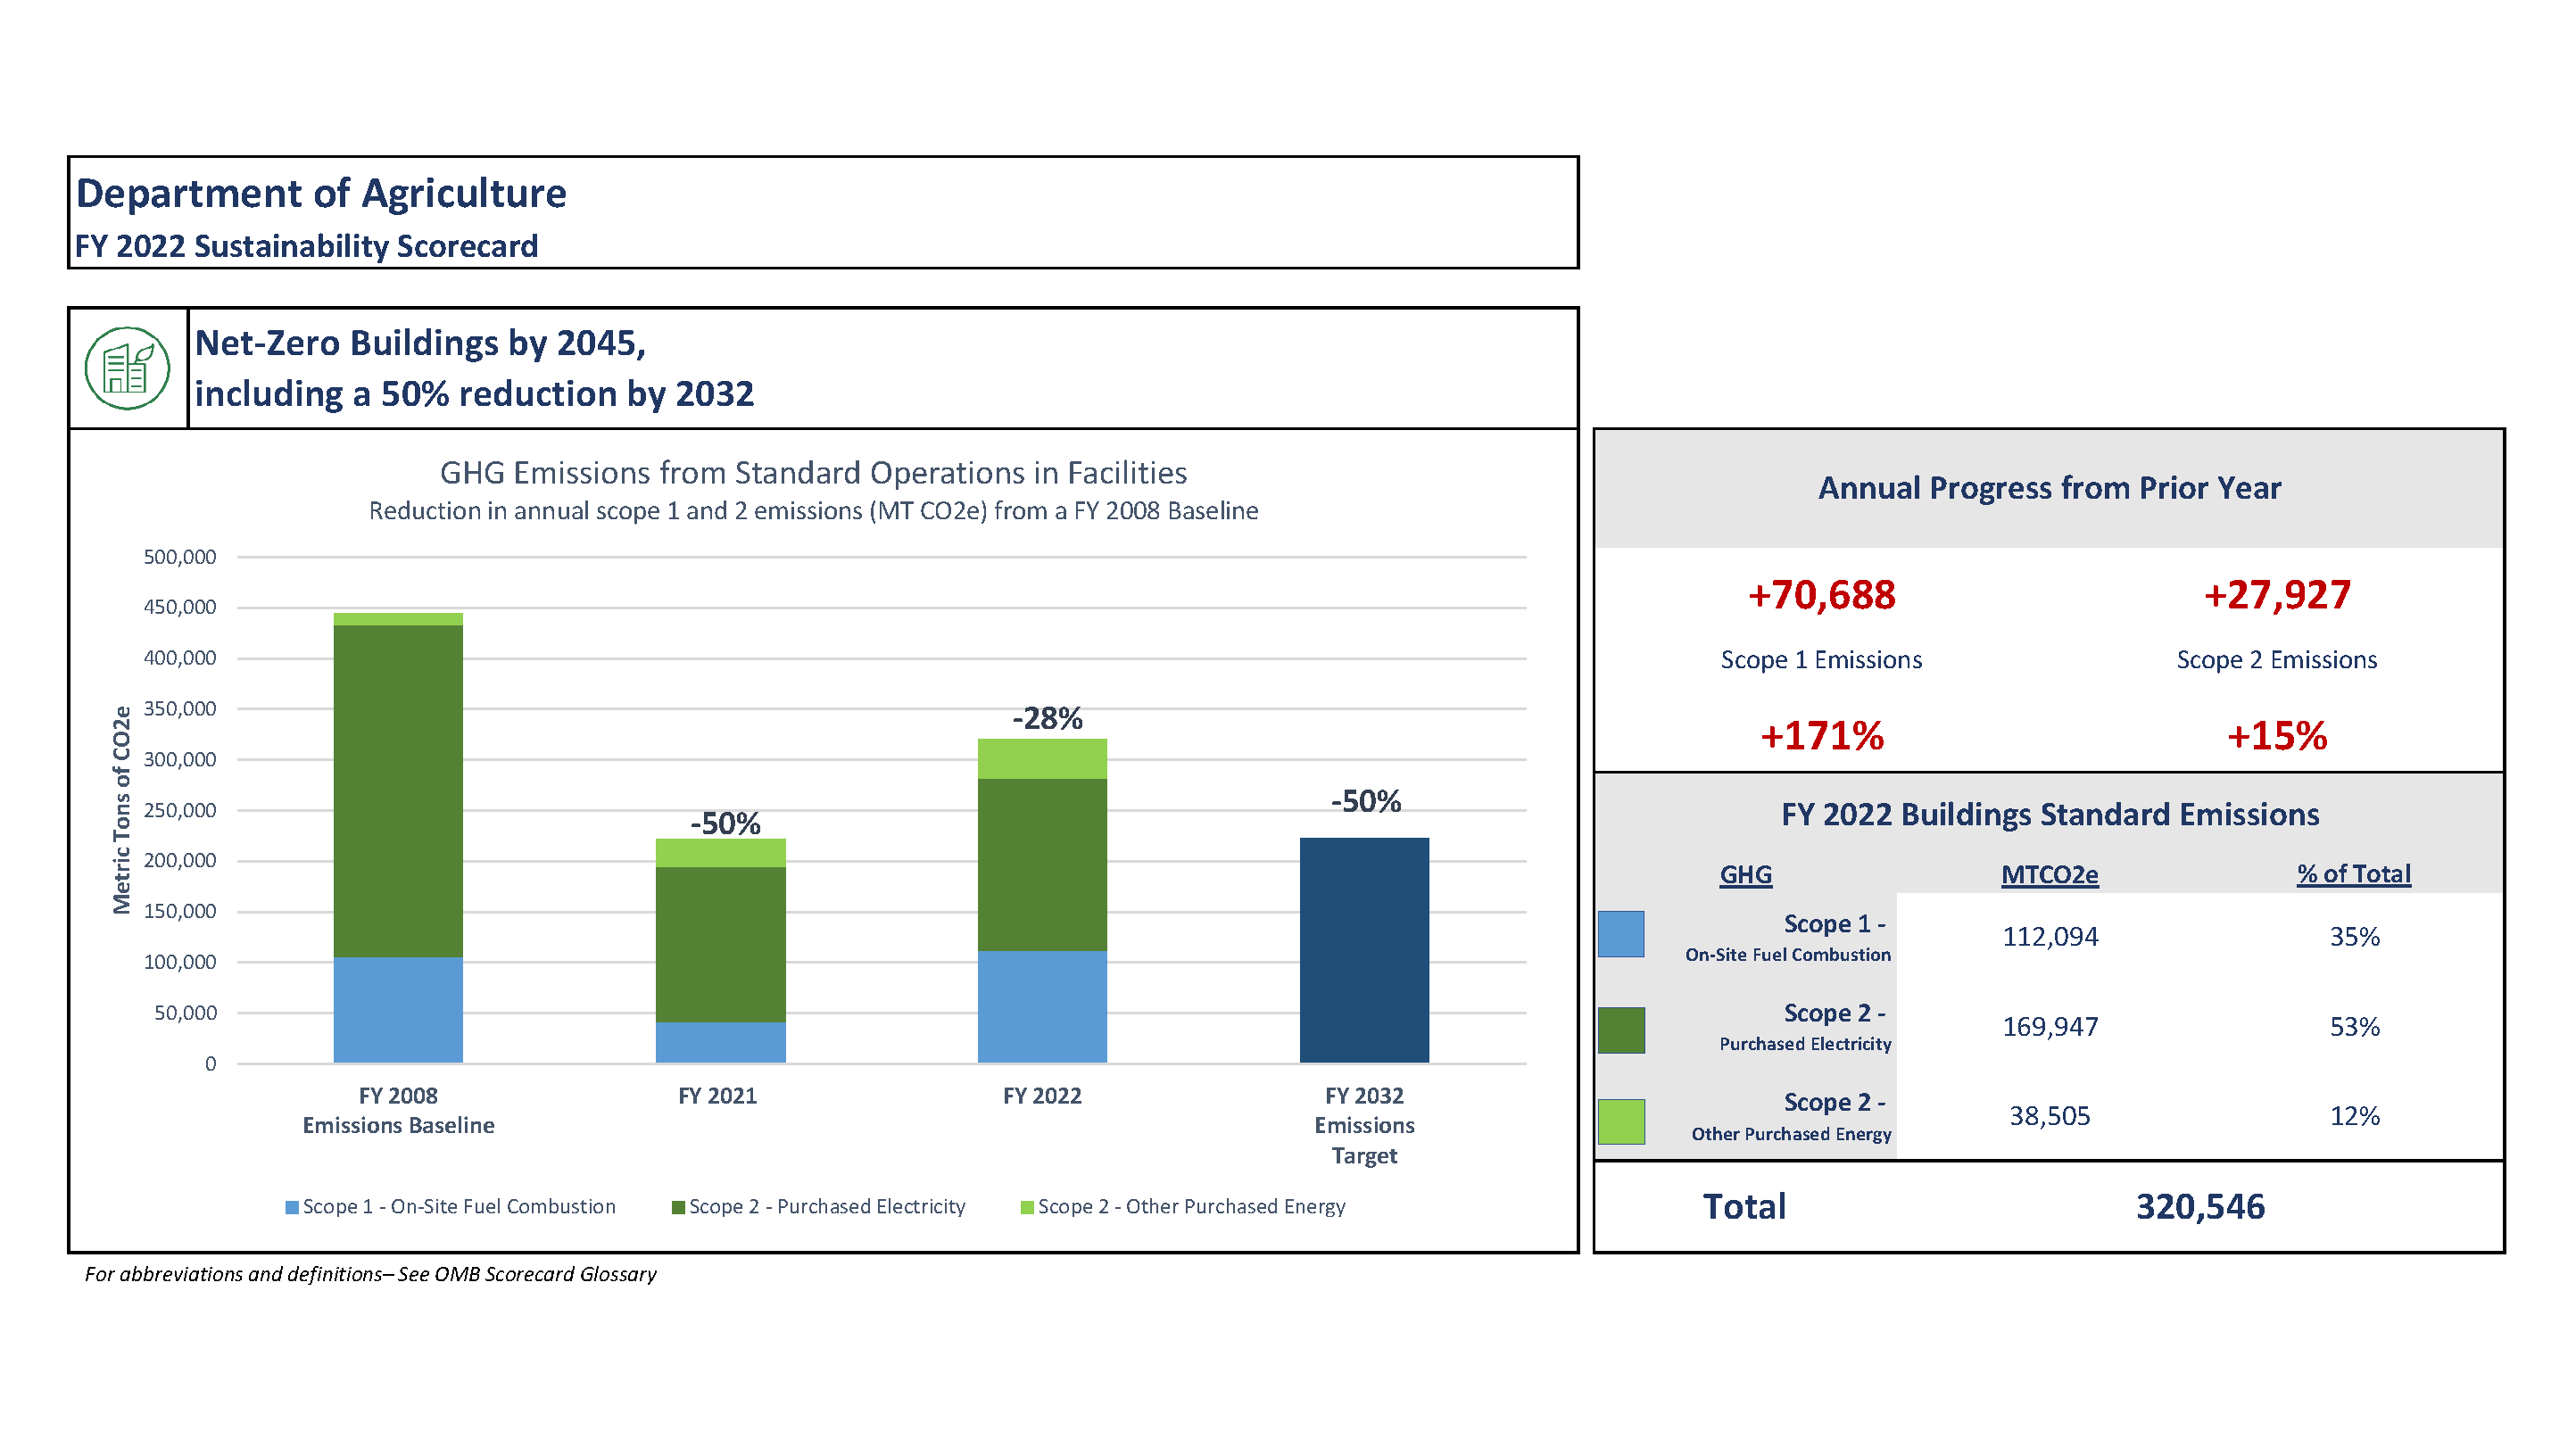 Department of Agriculture
FY 2022 Sustainability Scorecard
Net-Zero Buildings by 2045,
including a 50% reduction by 2032
GHG Emissions from Standard Operations in Facilities
Reduction in annual scope 1 and 2 emissions (MT CO2e) from a FY 2008 Baseline
Metric Tons of CO2e
500,000
450,000
400,000
350,000
300,000
250,000
200,000
150,000
100,000
50,000
0
-50%
-28%
-50%
FY 2008
Emissions Baseline
FY 2021
FY 2022
FY 2032
Emissions
Target
Scope 1 - On-Site Fuel Combustion
Scope 2 - Purchased Electricity
Scope 2 - Other Purchased Energy
For abbreviations and definitions– See OMB Scorecard Glossary
Annual Progress from Prior Year
+70,688 +27,927
Scope 1 Emissions Scope 2 Emissions
+171% +15%
FY 2022 Buildings Standard Emissions
GHG MTCO2e % of Total
Scope 1 -
On-Site Fuel Combustion
112,094 35%
Scope 2 -
Purchased Electricity
169,947 53%
Scope 2 -
Other Purchased Energy
38,505 12%
Total 320,546